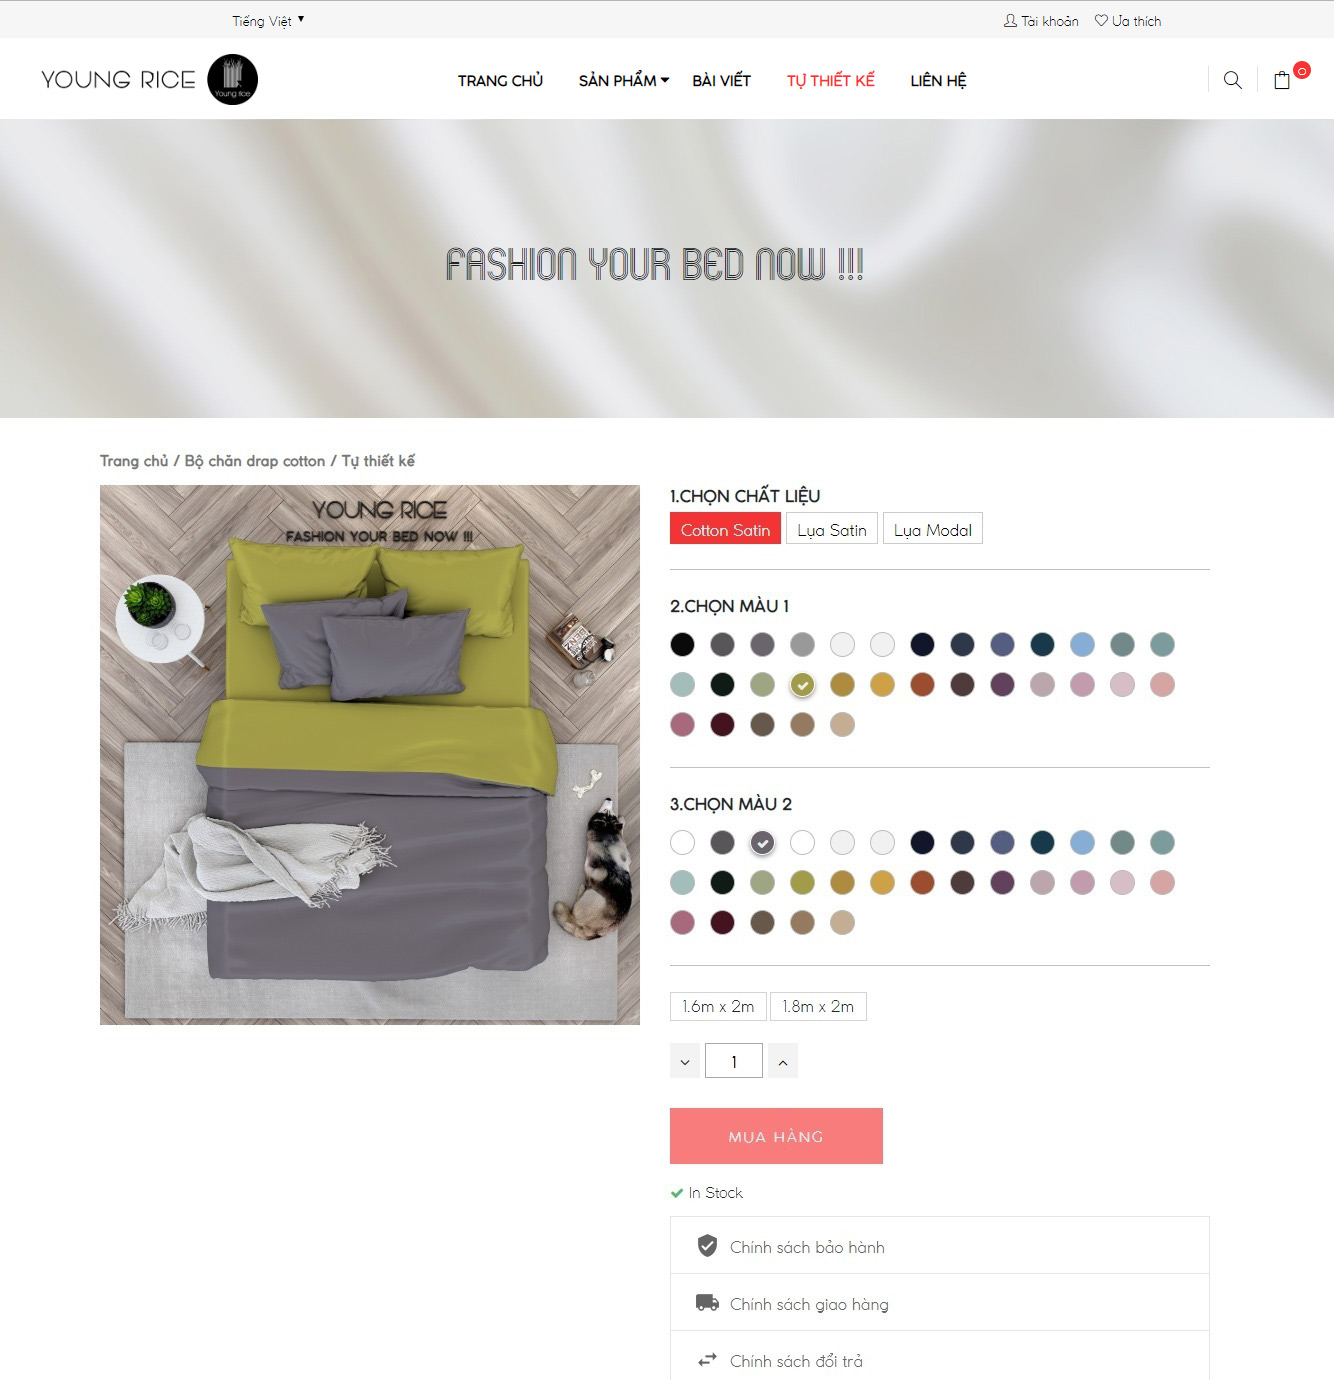 Tiếng Việt ▼
Tài khoản Ưa thích
YOUNG RICE Young rice
TRANG CHỦ SẢN PHẨM BÀI VIẾT TỰ THIẾT KẾ LIÊN HỆ
0
FASHION YOUR BED NOW !!!
Trang chủ / Bộ chăn drap cotton / Tự thiết kế
YOUNG RICE
FASHION YOUR BED NOW !!!
1.CHỌN CHẤT LIỆU
Cotton Satin Lụa Satin Lụa Modal
2.CHỌN MÀU 1
3.CHỌN MÀU 2
1.6m x 2m 1.8m x 2m
1
MUA HÀNG
In Stock
Chính sách bảo hành
Chính sách giao hàng
Chính sách đổi trả